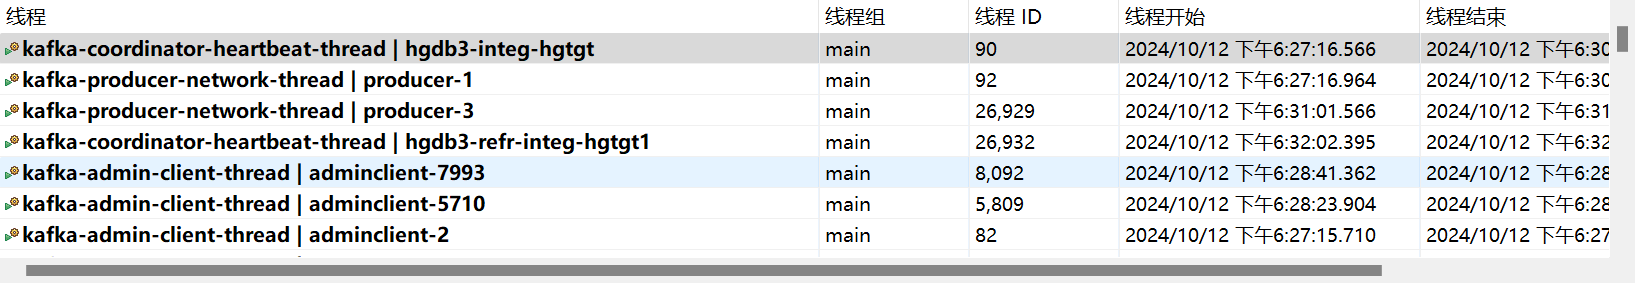 线程 线程组 线程 ID 线程开始 线程结束
kafka-coordinator-heartbeat-thread | hgdb3-integ-hgtgt main 90 2024/10/12 下午6:27:16.566 2024/10/12 下午6:30
kafka-producer-network-thread | producer-1 main 92 2024/10/12 下午6:27:16.964 2024/10/12 下午6:30
kafka-producer-network-thread | producer-3 main 26,929 2024/10/12 下午6:31:01.566 2024/10/12 下午6:31
kafka-coordinator-heartbeat-thread | hgdb3-refr-integ-hgtgt1 main 26,932 2024/10/12 下午6:32:02.395 2024/10/12 下午6:32
kafka-admin-client-thread | adminclient-7993 main 8,092 2024/10/12 下午6:28:41.362 2024/10/12 下午6:28
kafka-admin-client-thread | adminclient-5710 main 5,809 2024/10/12 下午6:28:23.904 2024/10/12 下午6:28
kafka-admin-client-thread | adminclient-2 main 82 2024/10/12 下午6:27:15.710 2024/10/12 下午6:27